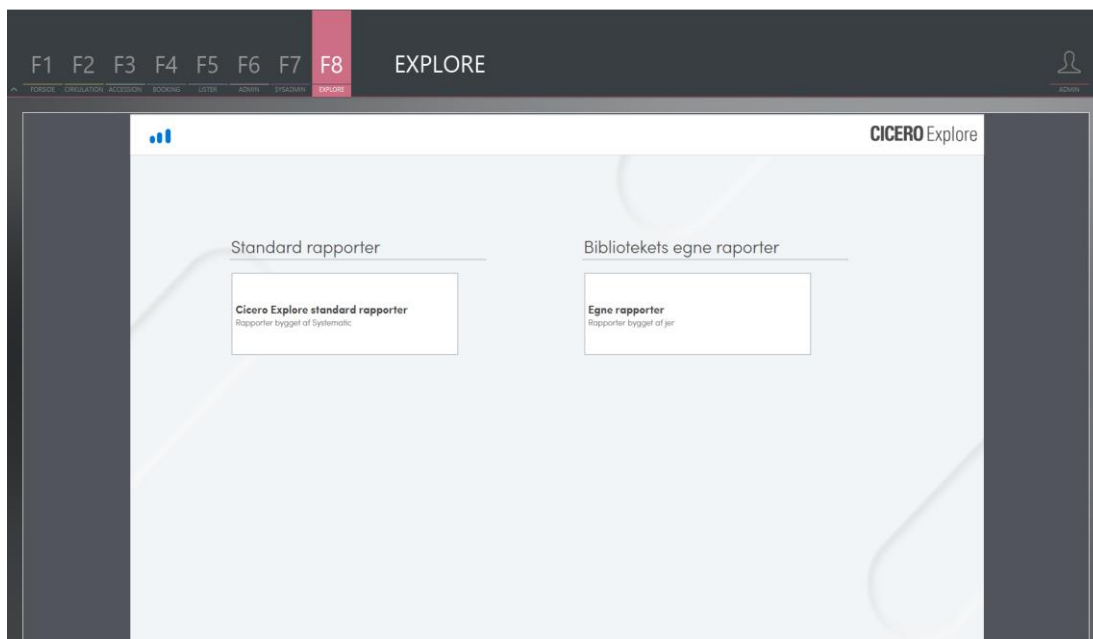 F1 F2 F3 F4 F5 F6 F7 F8 EXPLORE
FORSIDE CIRKULATION ACCESSION BOOKING LISTER ADMIN SYSADMIN EXPLORE ADMIN
CICERO Explore
Standard rapporter
Bibliotekets egne raporter
Cicero Explore standard rapporter
Rapporter bygget af Systematic
Egne rapporter
Rapporter bygget af jer